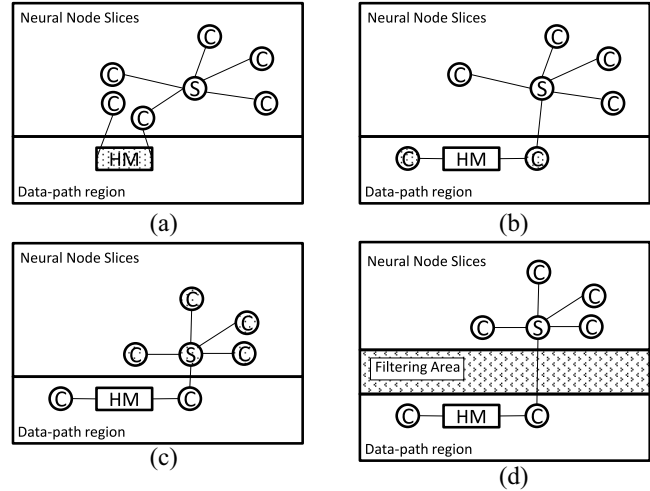 Neural Node Slices
C
C
C
S
C
C
C
HM
Data-path region
(a)
Neural Node Slices
C
C
C
S
C
C
HM
C
Data-path region
(b)
Neural Node Slices
C
C
C
S
C
C
HM
C
Data-path region
(c)
Neural Node Slices
C
C
C
S
C
Filtering Area
C
HM
C
Data-path region
(d)